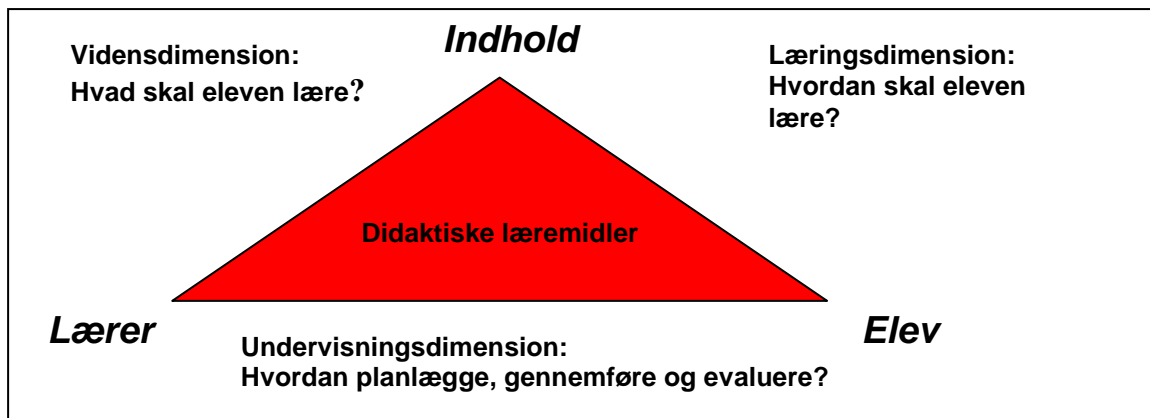 Indhold
Vidensdimension:
Hvad skal eleven lære?
Læringsdimension:
Hvordan skal eleven
lære?
Didaktiske læremidler
Lærer
Elev
Undervisningsdimension:
Hvordan planlægge, gennemføre og evaluere?